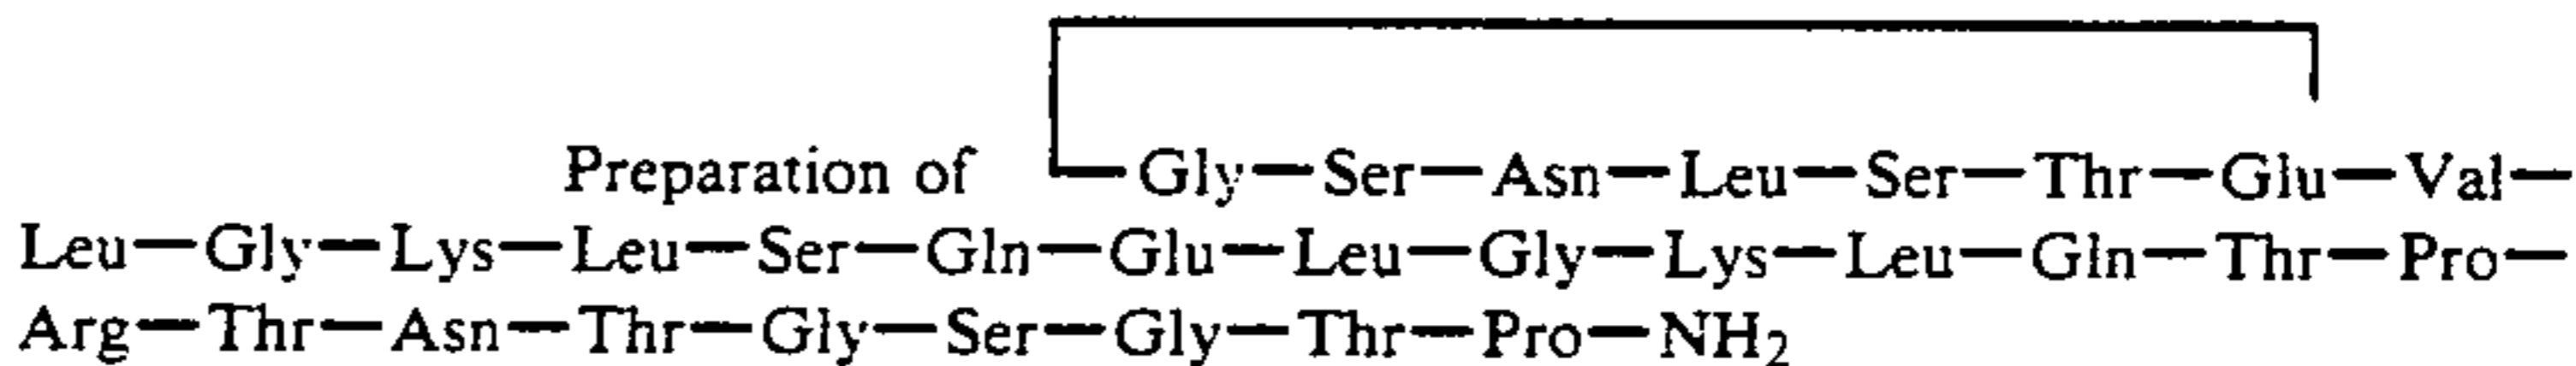 Preparation of Gly—Ser—Asn—Leu—Ser—Thr—Glu—Val—
Leu—Gly—Lys—Leu—Ser—Gln—Glu—Leu—Gly—Lys—Leu—Gln—Thr—Pro—
Arg—Thr—Asn—Thr—Gly—Ser—Gly—Thr—Pro—NH₂